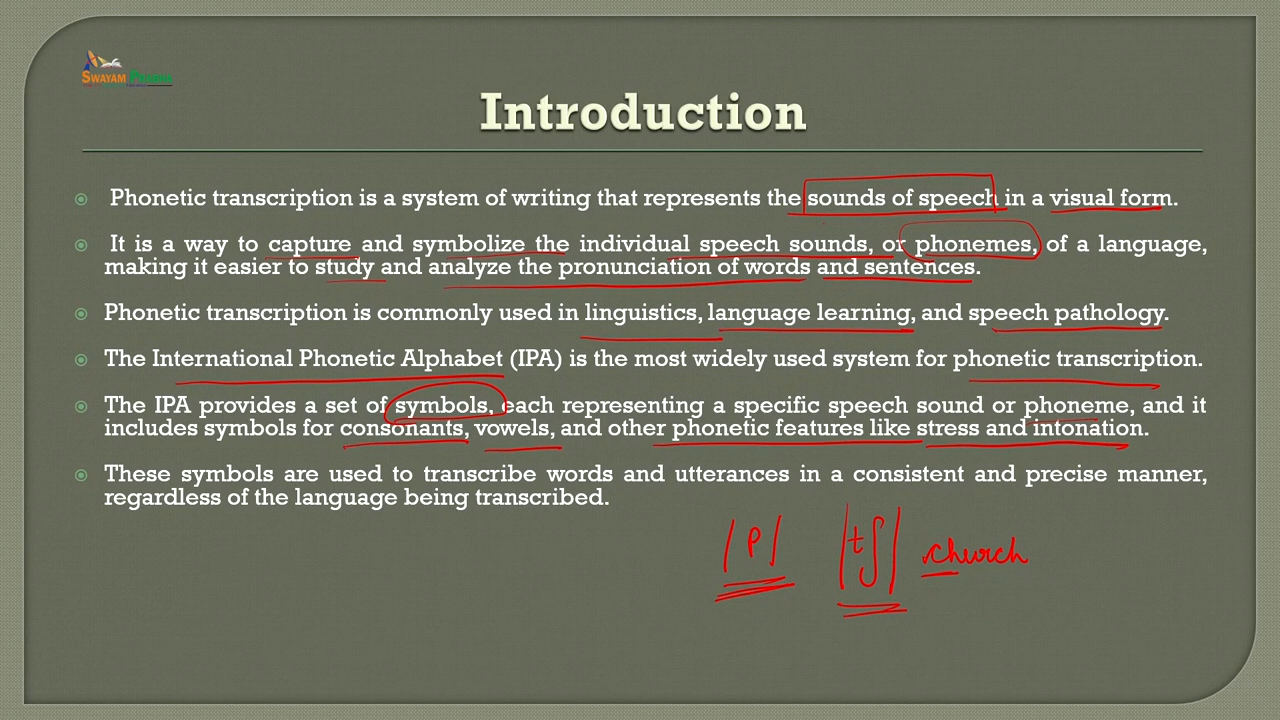 SWAYAM PRABHA
Introduction
Phonetic transcription is a system of writing that represents the sounds of speech in a visual form.
It is a way to capture and symbolize the individual speech sounds, or phonemes, of a language,
making it easier to study and analyze the pronunciation of words and sentences.
Phonetic transcription is commonly used in linguistics, language learning, and speech pathology.
The International Phonetic Alphabet (IPA) is the most widely used system for phonetic transcription.
The IPA provides a set of symbols, each representing a specific speech sound or phoneme, and it
includes symbols for consonants, vowels, and other phonetic features like stress and intonation.
These symbols are used to transcribe words and utterances in a consistent and precise manner,
regardless of the language being transcribed.
/p/ /tʃ/ church